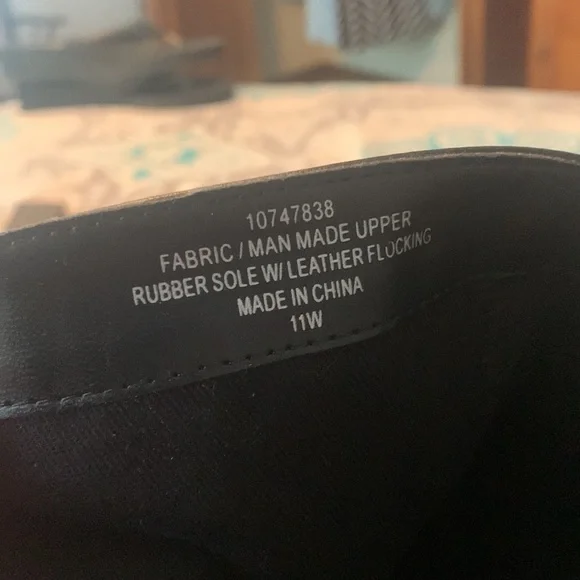 10747838
FABRIC / MAN MADE UPPER
RUBBER SOLE W/ LEATHER FLOCKING
MADE IN CHINA
11W